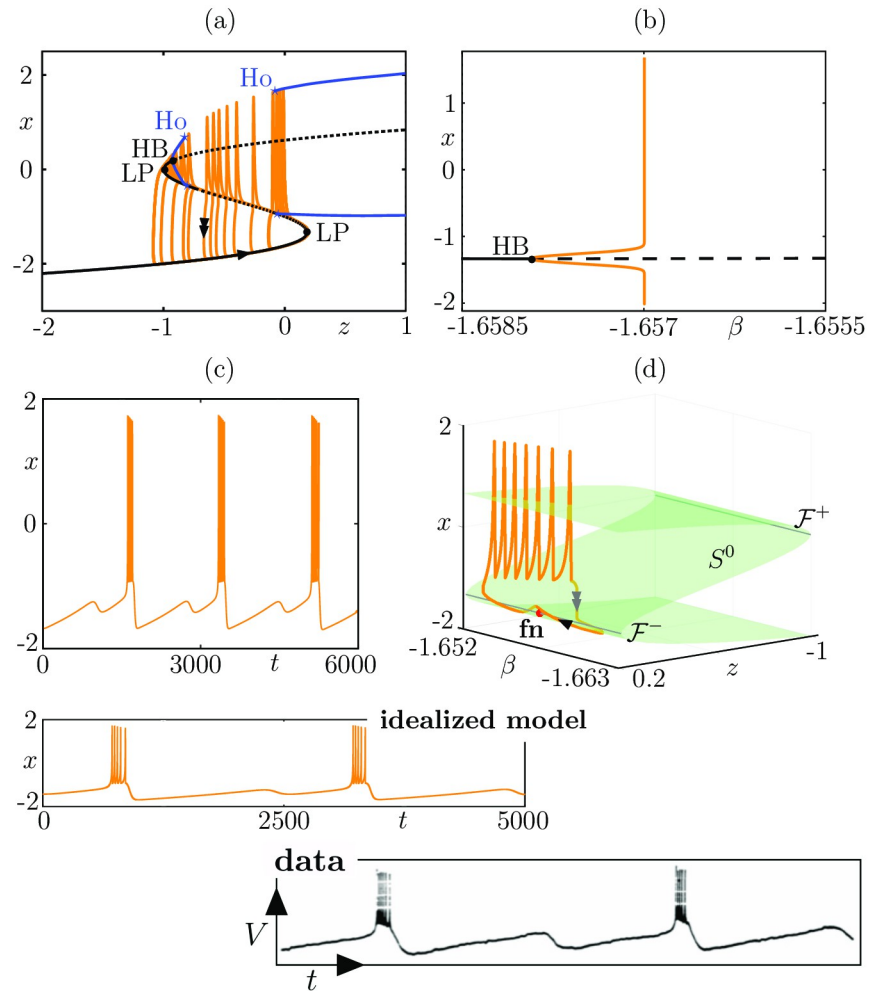 (a)
(b)
2
x
0
-2
Ho
Ho
HB
LP
LP
-2
-1
0
z
1
1
x
0
-1
-2
HB
-1.6585
-1.657
β
-1.6555
(c)
(d)
2
x
0
-2
0
3000
t
6000
2
x
0
-2
F⁺
S⁰
F⁻
fn
-1.652
β
-1.663
0.2
z
-1
idealized model
2
x
-2
0
2500
t
5000
data
V
t